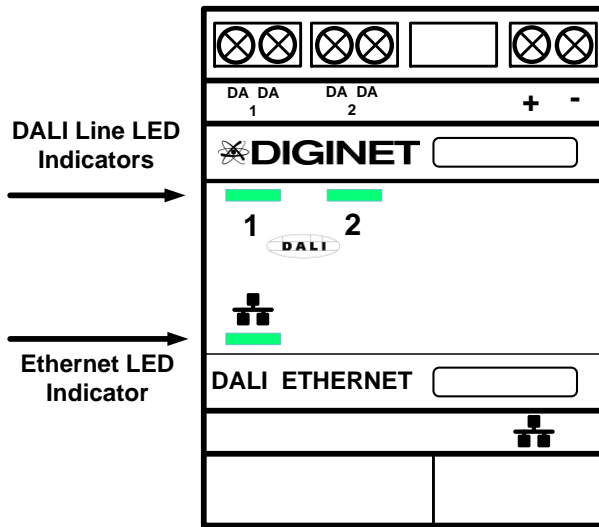 DA DA DA DA
1 2 + -
DALI Line LED
Indicators
DIGINET
1 2
DALI
Ethernet LED
Indicator
DALI ETHERNET